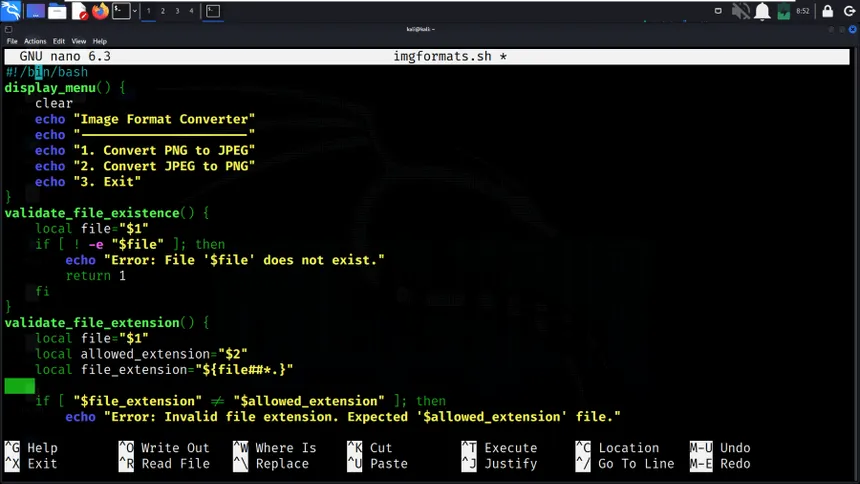 1 2 3 4
8:52
kali@kali: ~
File Actions Edit View Help
GNU nano 6.3 imgformats.sh *
#!/bin/bash
display_menu() {
    clear
    echo "Image Format Converter"
    echo "——————————————————————"
    echo "1. Convert PNG to JPEG"
    echo "2. Convert JPEG to PNG"
    echo "3. Exit"
}
validate_file_existence() {
    local file="$1"
    if [ ! -e "$file" ]; then
        echo "Error: File '$file' does not exist."
        return 1
    fi
}
validate_file_extension() {
    local file="$1"
    local allowed_extension="$2"
    local file_extension="${file##*.}"
    if [ "$file_extension" ≠ "$allowed_extension" ]; then
        echo "Error: Invalid file extension. Expected '$allowed_extension' file."
^G Help ^O Write Out ^W Where Is ^K Cut ^T Execute ^C Location M-U Undo
^X Exit ^R Read File ^\ Replace ^U Paste ^J Justify ^/ Go To Line M-E Redo